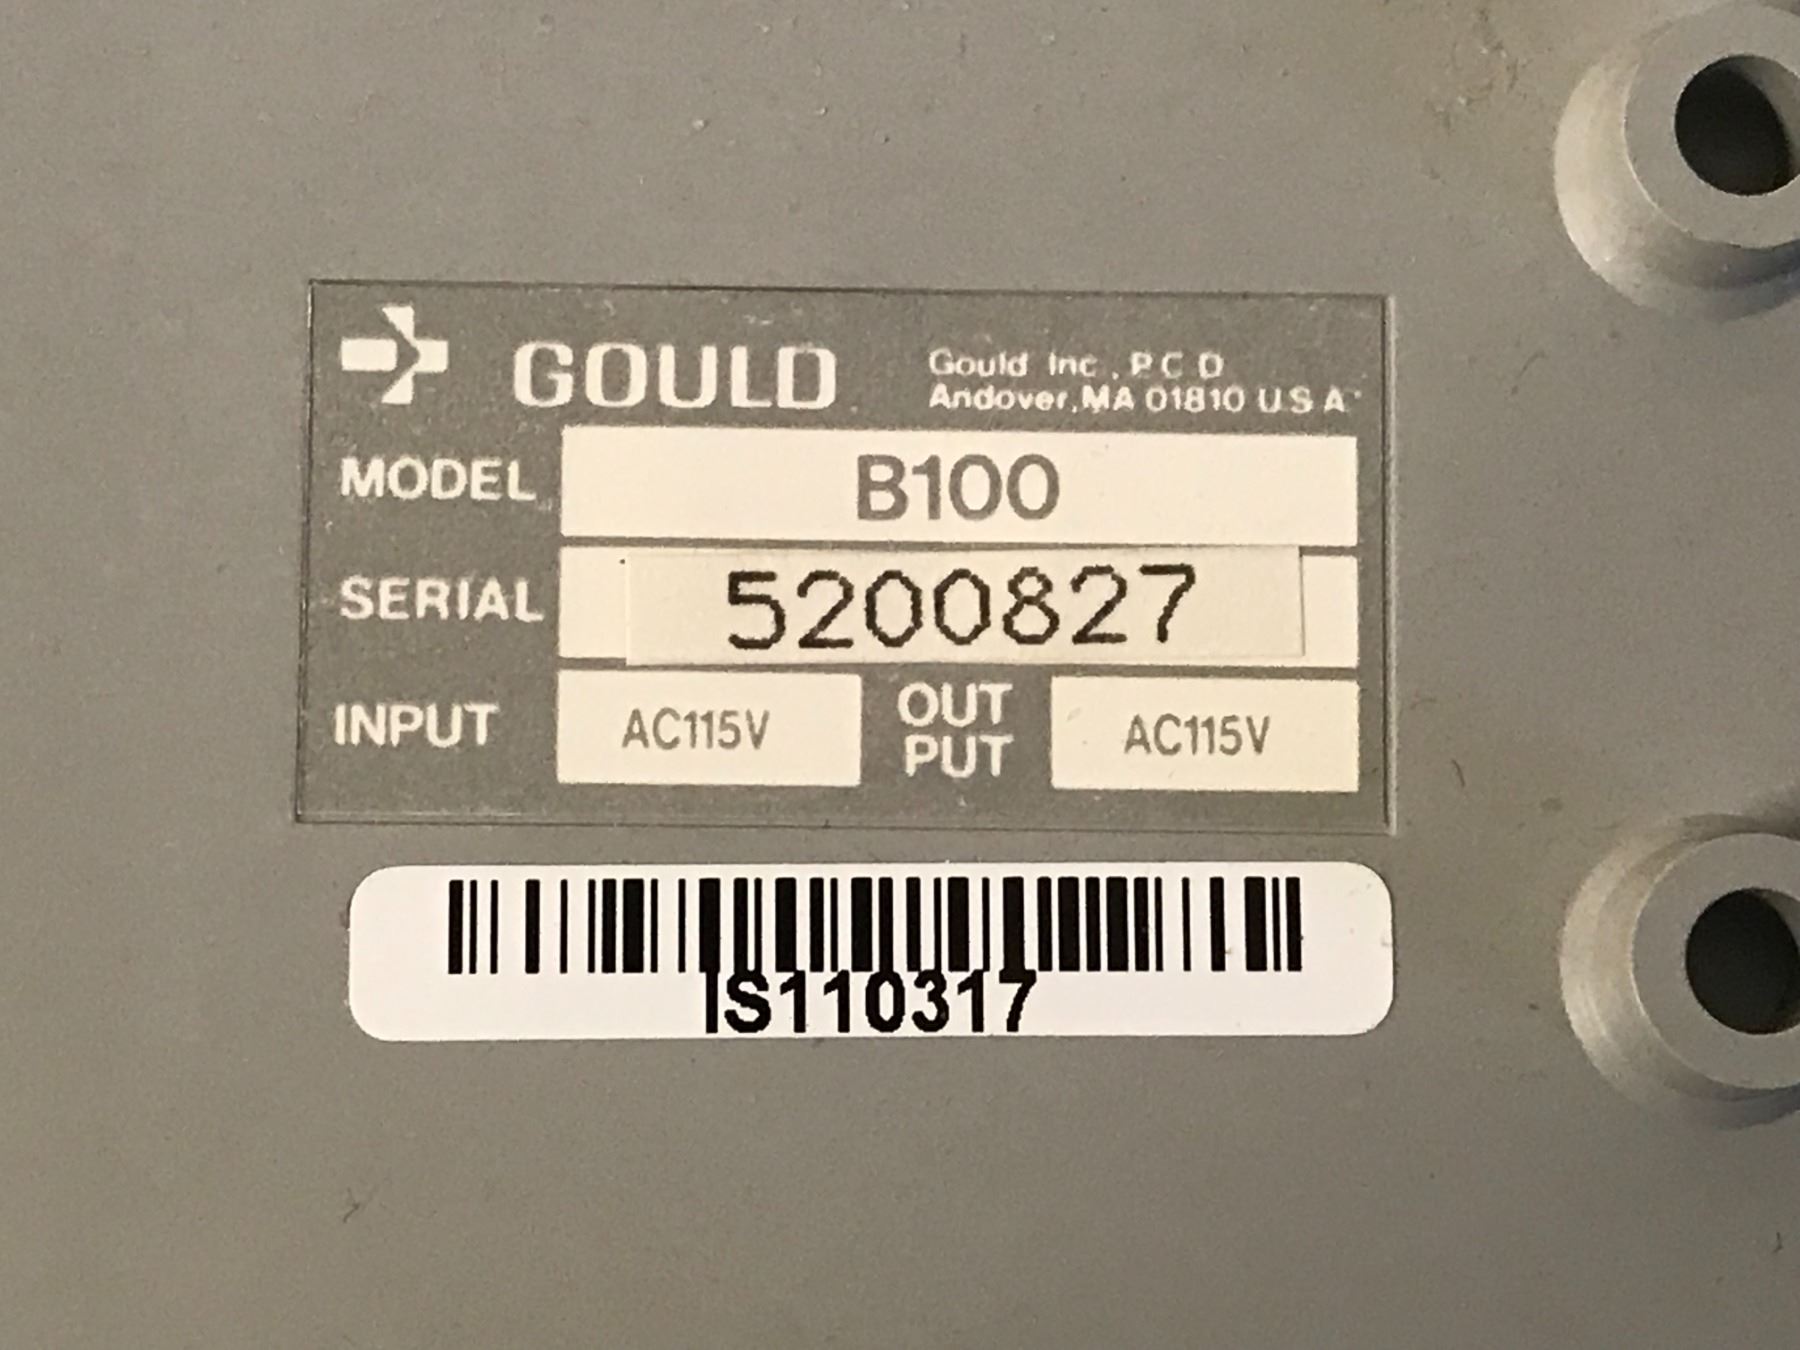 GOULD
Gould Inc., P.C.D
Andover, MA 01810 U.S.A
MODEL B100
SERIAL 5200827
INPUT AC115V OUT PUT AC115V
IS110317